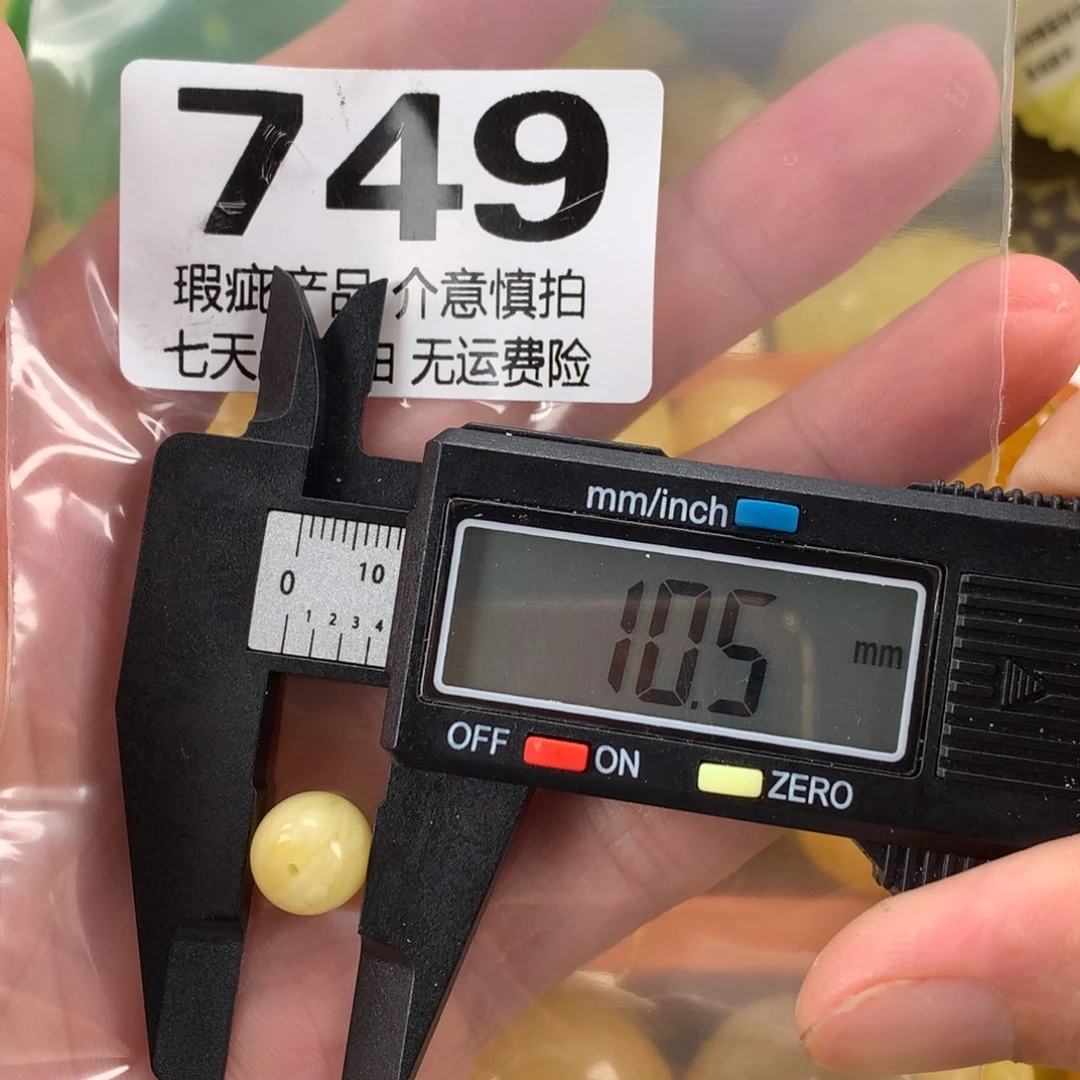 749
瑕疵产品 介意慎拍
七天 由 无运费险
mm/inch
0 10
1 2 3 4
10.5 mm
OFF ON ZERO